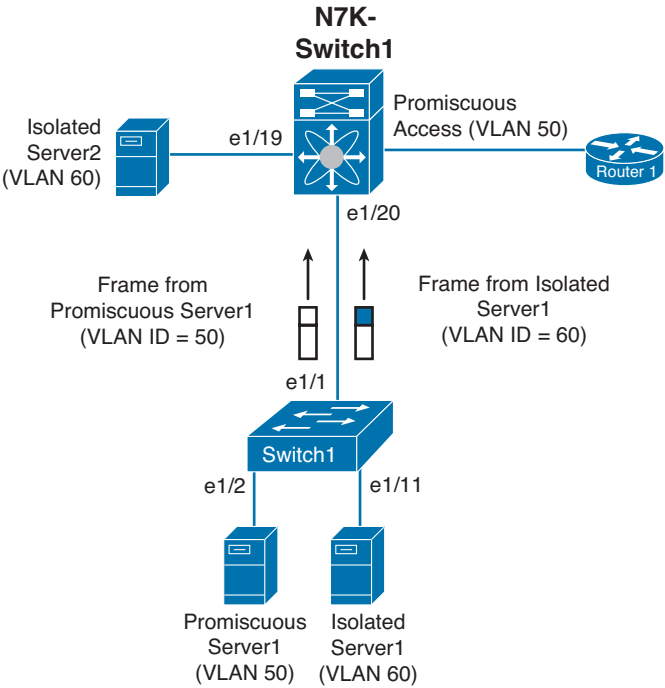 N7K-
Switch1
Isolated
Server2
(VLAN 60)
e1/19
Promiscuous
Access (VLAN 50)
Router 1
e1/20
Frame from
Promiscuous Server1
(VLAN ID = 50)
Frame from Isolated
Server1
(VLAN ID = 60)
e1/1
Switch1
e1/2
e1/11
Promiscuous
Server1
(VLAN 50)
Isolated
Server1
(VLAN 60)